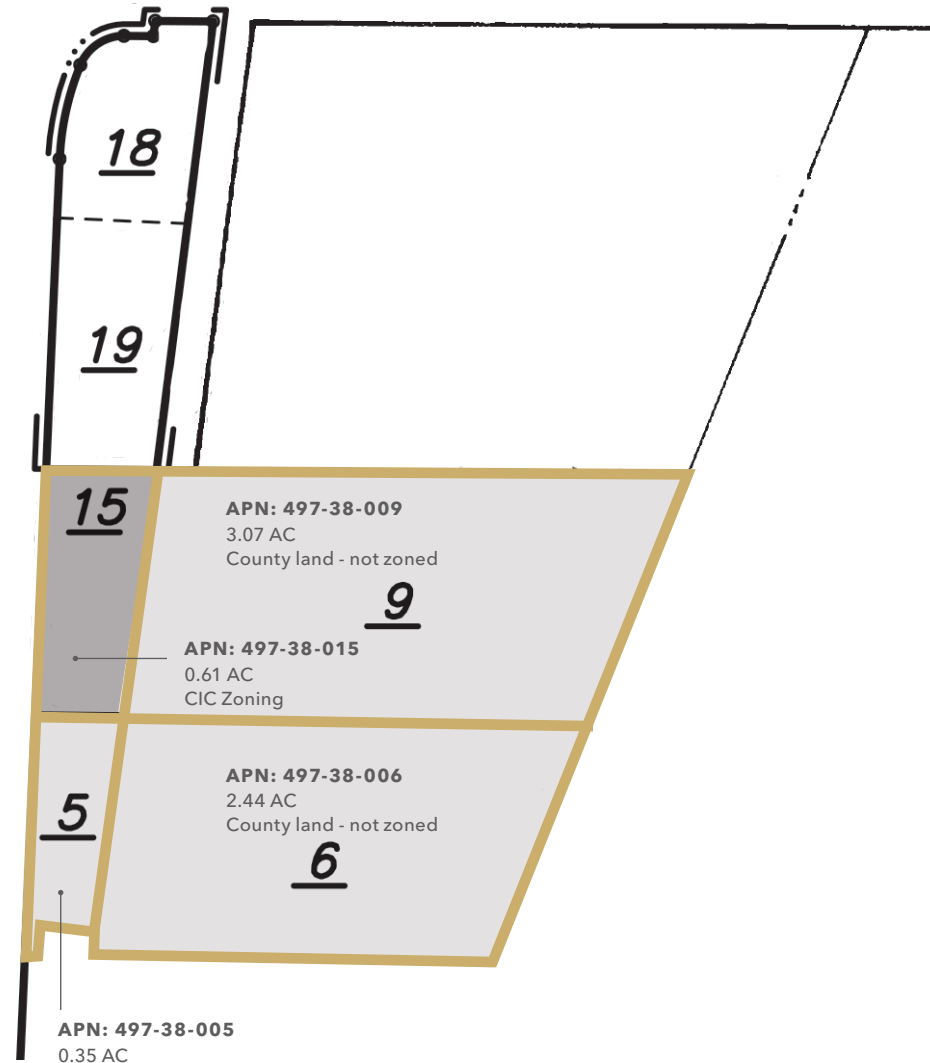 18
19
15
APN: 497-38-009
3.07 AC
County land - not zoned
9
APN: 497-38-015
0.61 AC
CIC Zoning
APN: 497-38-006
2.44 AC
County land - not zoned
5
6
APN: 497-38-005
0.35 AC